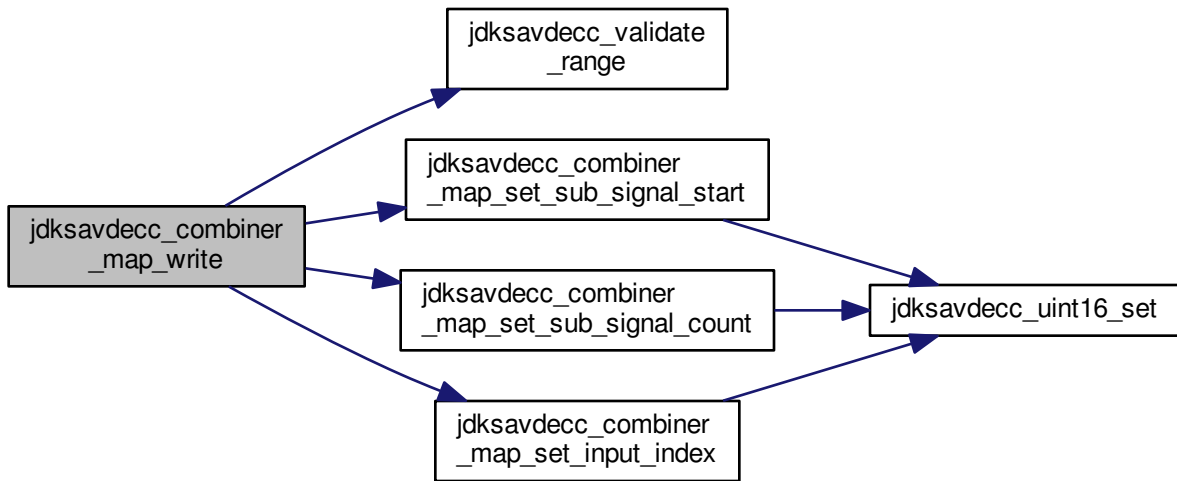 jdksavdecc_validate
_range
jdksavdecc_combiner
_map_set_sub_signal_start
jdksavdecc_combiner
_map_write
jdksavdecc_combiner
_map_set_sub_signal_count
jdksavdecc_uint16_set
jdksavdecc_combiner
_map_set_input_index